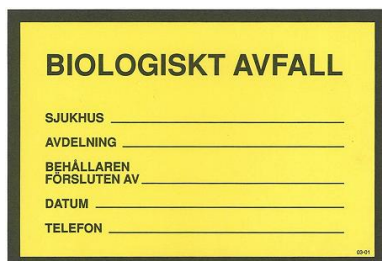 BIOLOGISKT AVFALL
SJUKHUS
AVDELNING
BEHÅLLAREN
FÖRSLUTEN AV
DATUM
TELEFON
03-01